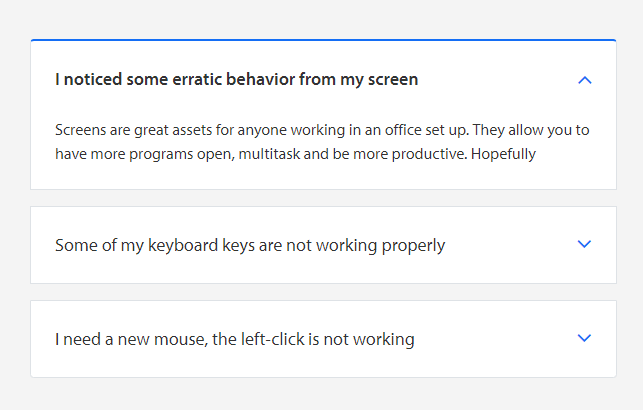 I noticed some erratic behavior from my screen
Screens are great assets for anyone working in an office set up. They allow you to
have more programs open, multitask and be more productive. Hopefully
Some of my keyboard keys are not working properly
I need a new mouse, the left-click is not working